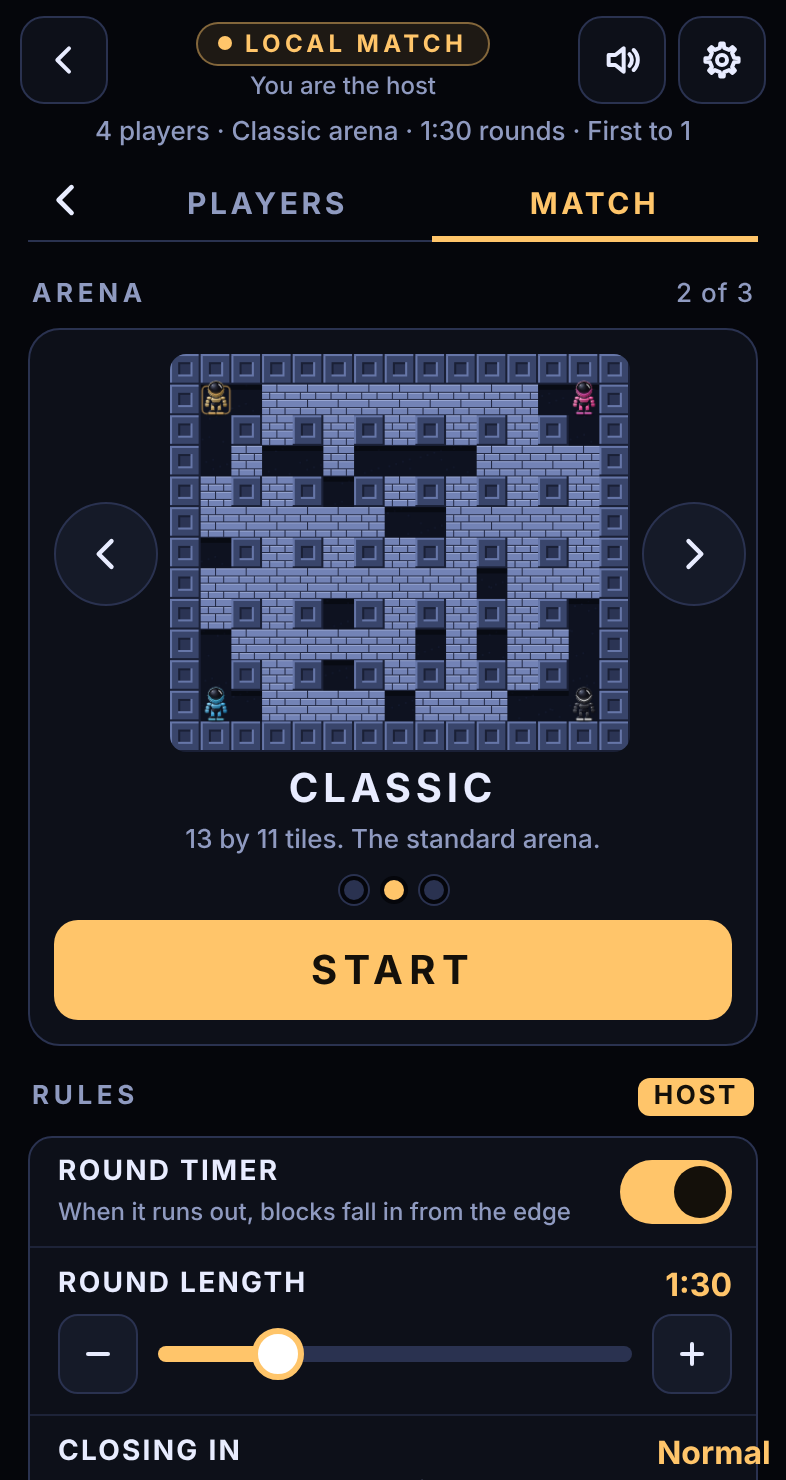 LOCAL MATCH
You are the host
4 players · Classic arena · 1:30 rounds · First to 1
PLAYERS
MATCH
ARENA
2 of 3
CLASSIC
13 by 11 tiles. The standard arena.
START
RULES
HOST
ROUND TIMER
When it runs out, blocks fall in from the edge
ROUND LENGTH
1:30
CLOSING IN
Normal